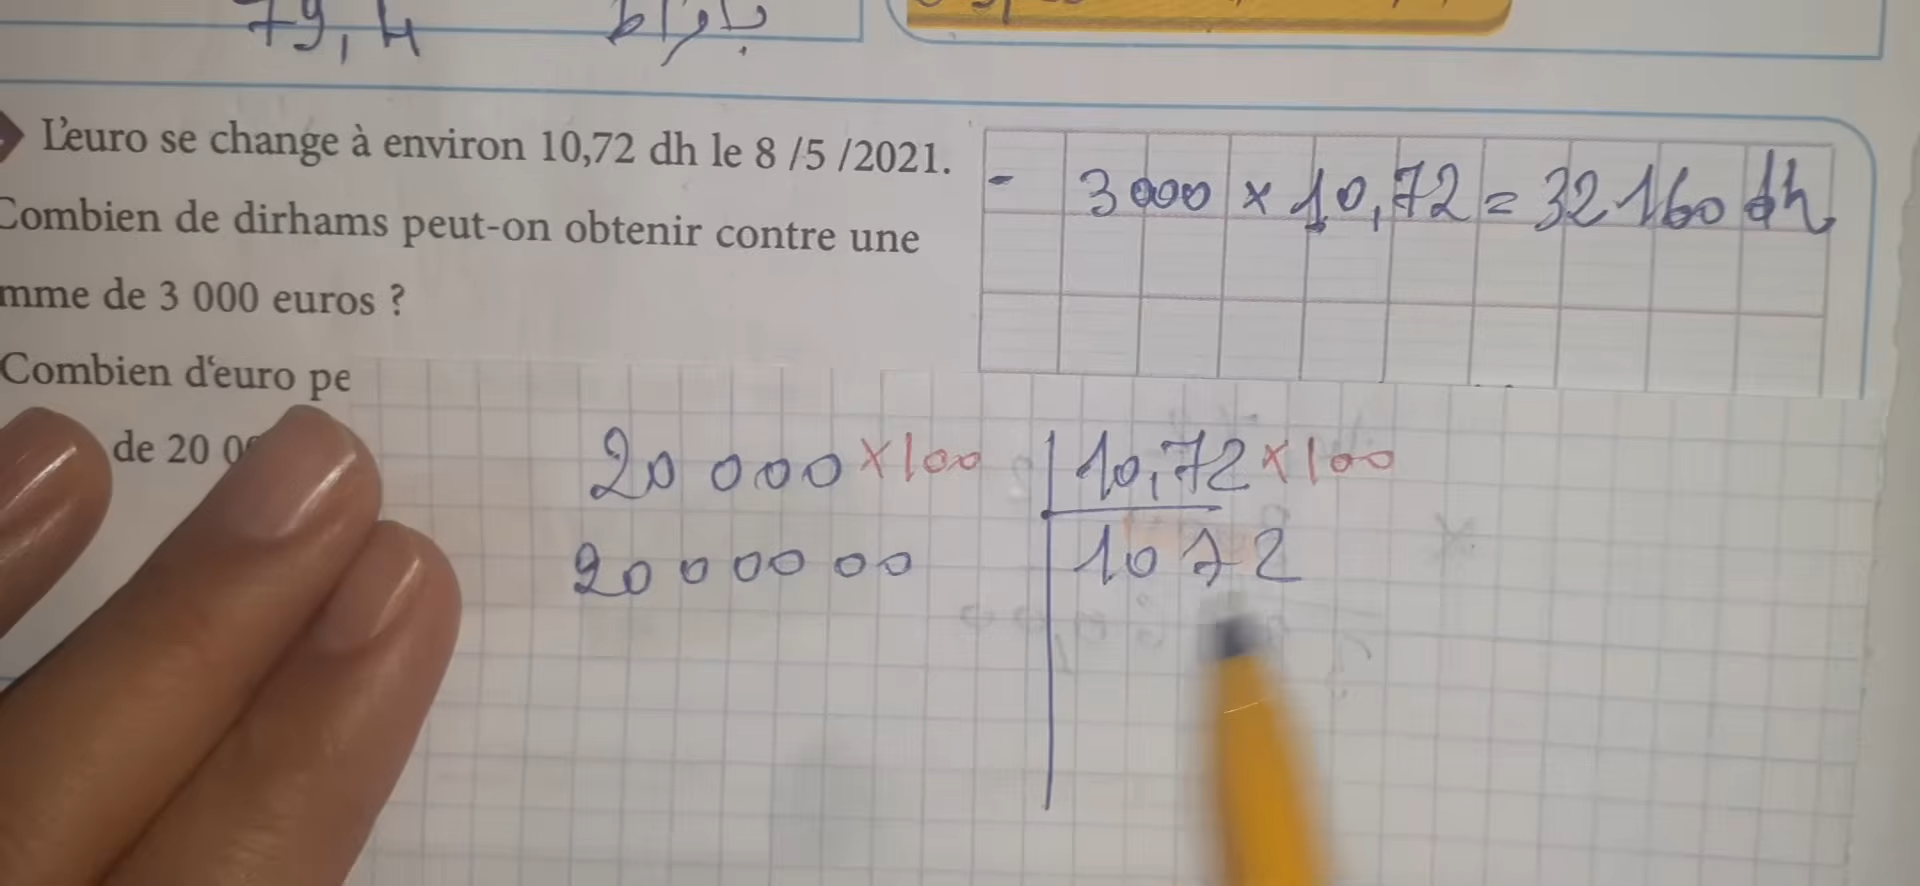 79,4
L'euro se change à environ 10,72 dh le 8 /5 /2021.
- 3000 × 10,72 = 32160 dh
Combien de dirhams peut-on obtenir contre une
mme de 3 000 euros ?
Combien d'euro pe
de 20 0
20 000 ×100 10,72 ×100
2000000 1072